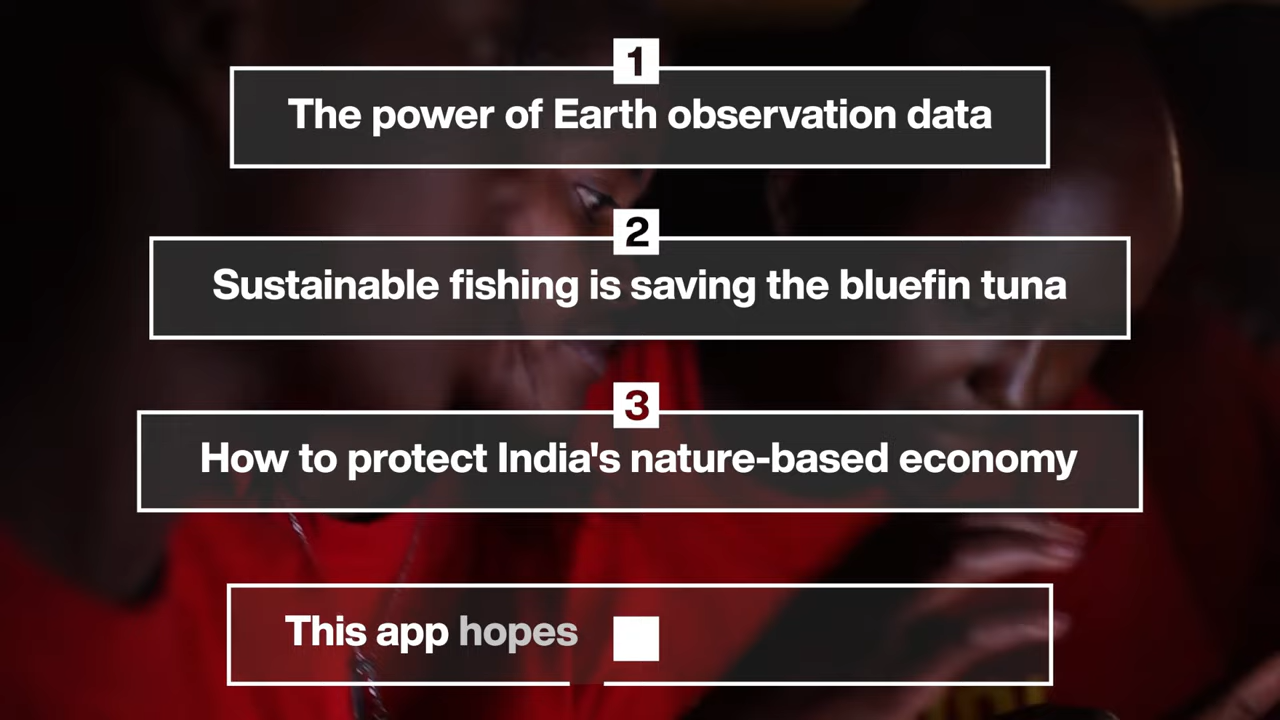 1
The power of Earth observation data
2
Sustainable fishing is saving the bluefin tuna
3
How to protect India's nature-based economy
This app hopes